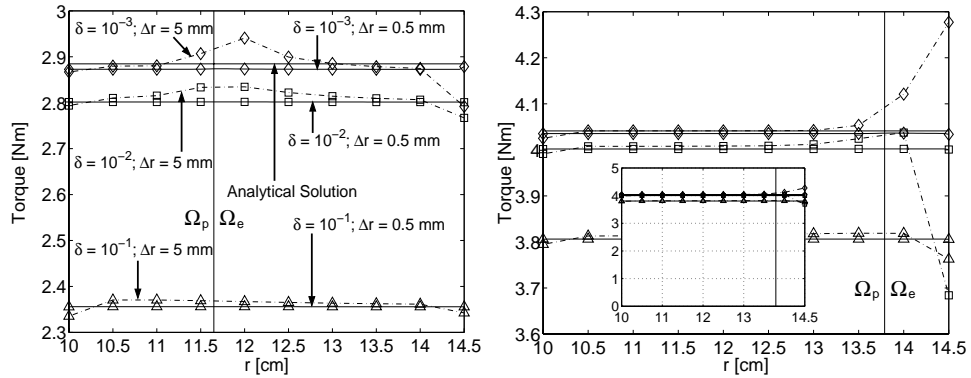 3
2.9
2.8
2.7
2.6
2.5
2.4
2.3
Torque [Nm]
δ = 10⁻³; Δr = 5 mm
δ = 10⁻³; Δr = 0.5 mm
δ = 10⁻²; Δr = 5 mm
δ = 10⁻²; Δr = 0.5 mm
Analytical Solution
Ωp Ωe
δ = 10⁻¹; Δr = 5 mm
δ = 10⁻¹; Δr = 0.5 mm
10 10.5 11 11.5 12 12.5 13 13.5 14 14.5
r [cm]
4.3
4.2
4.1
4
3.9
3.8
3.7
3.6
Torque [Nm]
5
4
3
2
1
0
10 11 12 13 14.5
Ωp Ωe
10 10.5 11 11.5 12 12.5 13 13.5 14 14.5
r [cm]